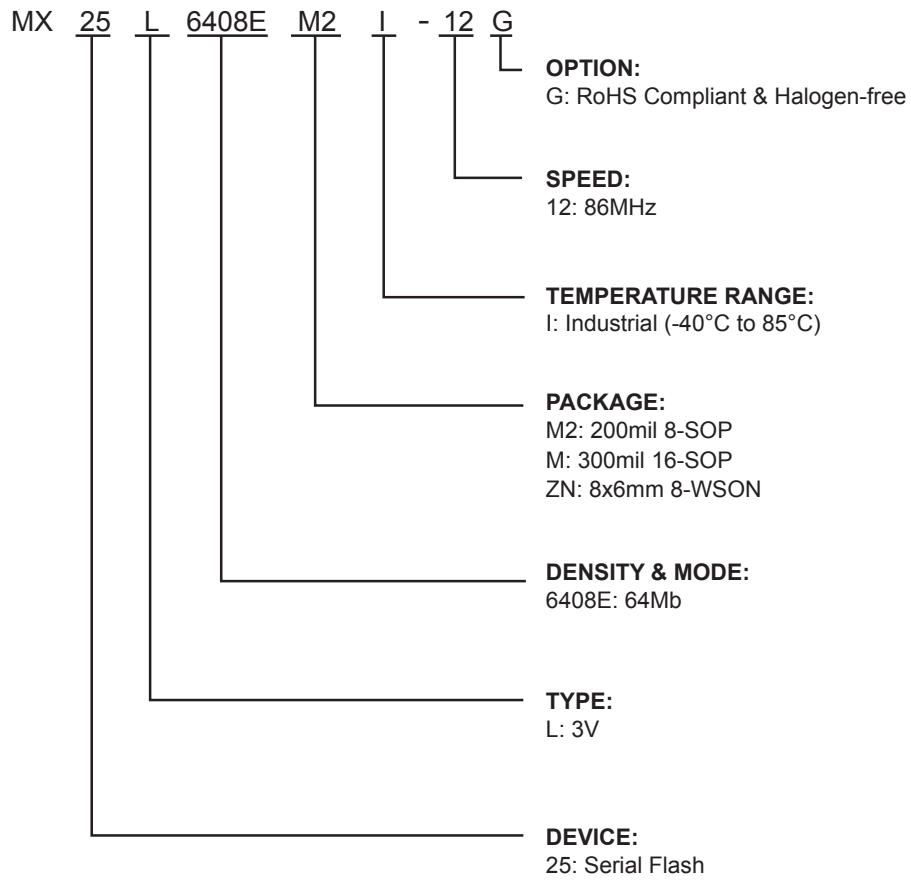 MX 25 L 6408E M2 I - 12 G
OPTION:
G: RoHS Compliant & Halogen-free
SPEED:
12: 86MHz
TEMPERATURE RANGE:
I: Industrial (-40°C to 85°C)
PACKAGE:
M2: 200mil 8-SOP
M: 300mil 16-SOP
ZN: 8x6mm 8-WSON
DENSITY & MODE:
6408E: 64Mb
TYPE:
L: 3V
DEVICE:
25: Serial Flash